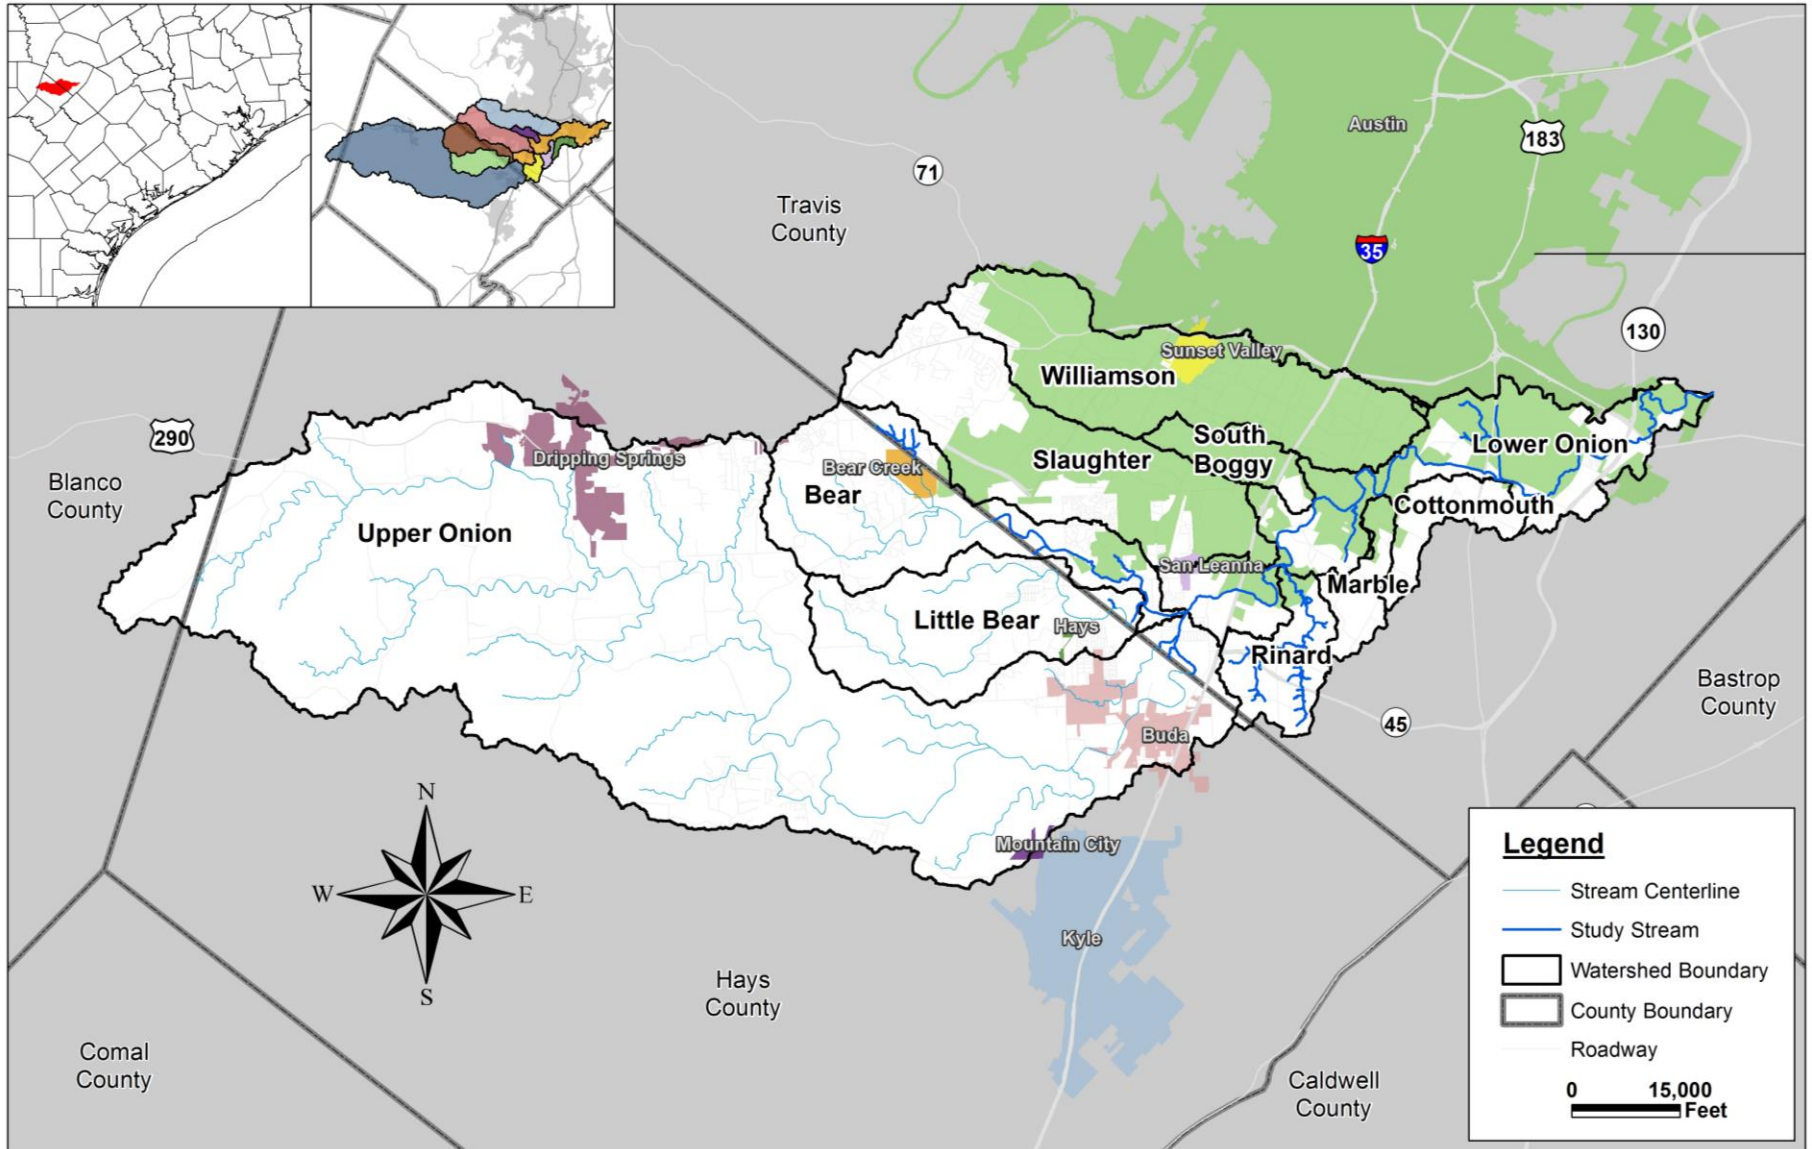 Austin
183
71
Travis
County
35
130
Sunset Valley
Williamson
290
South
Boggy
Lower Onion
Dripping Springs
Slaughter
Bear Creek
Blanco
County
Bear
Cottonmouth
Upper Onion
San Leanna
Marble
Little Bear
Hays
Rinard
Bastrop
County
45
Buda
N
W
E
S
Mountain City
Kyle
Hays
County
Comal
County
Caldwell
County
Legend
Stream Centerline
Study Stream
Watershed Boundary
County Boundary
Roadway
0 15,000
Feet